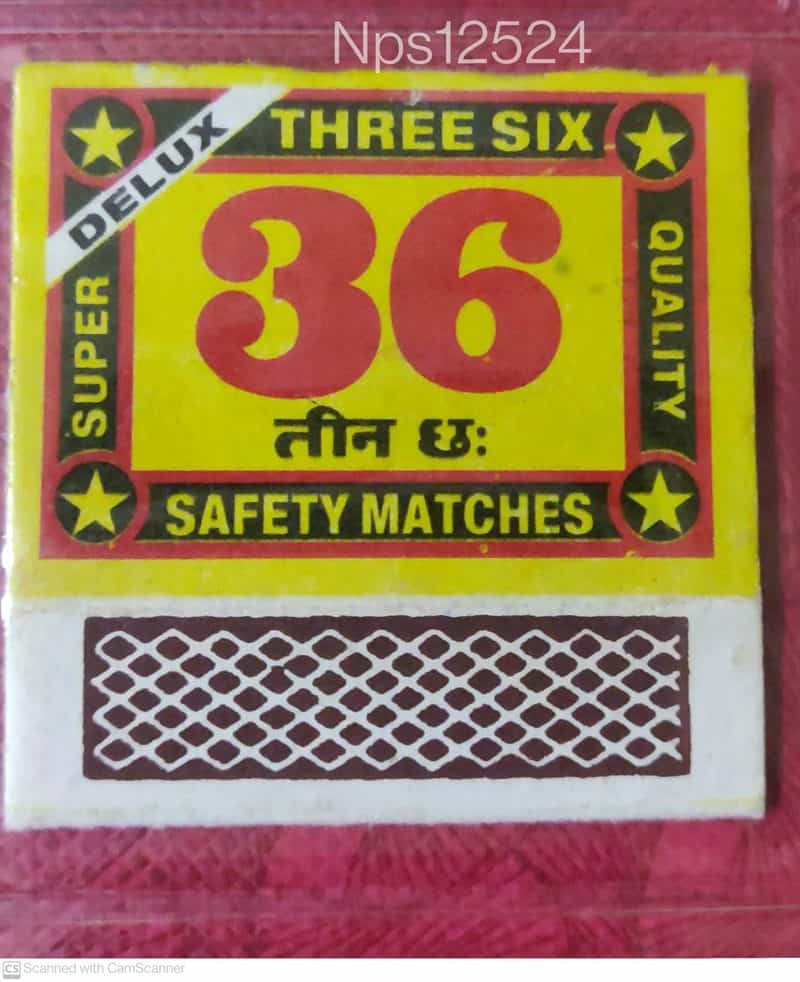 Nps12524
DELUX
THREE SIX
SUPER
36
QUALITY
तीन छः
SAFETY MATCHES
CS Scanned with CamScanner